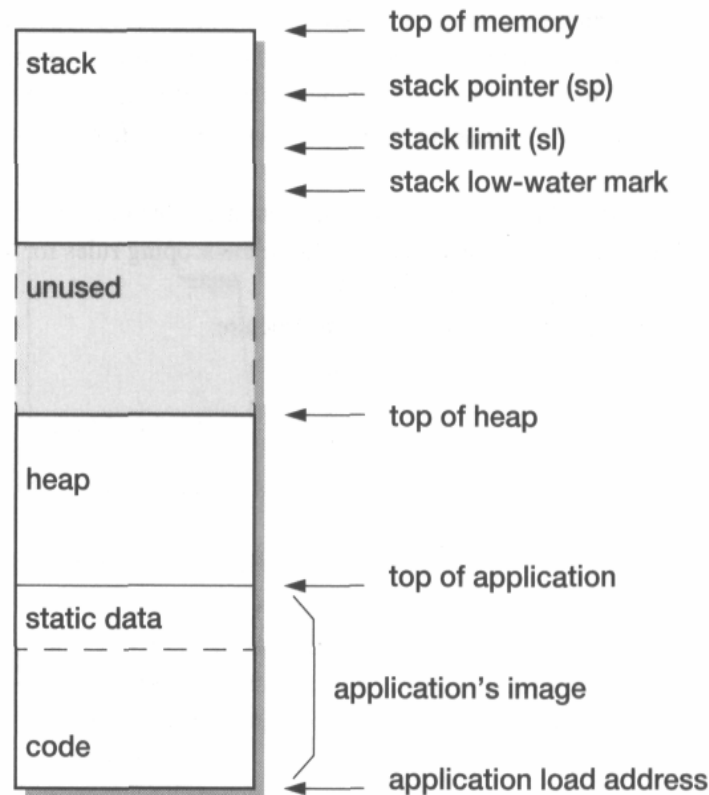 top of memory
stack
stack pointer (sp)
stack limit (sl)
stack low-water mark
unused
top of heap
heap
top of application
static data
application's image
code
application load address